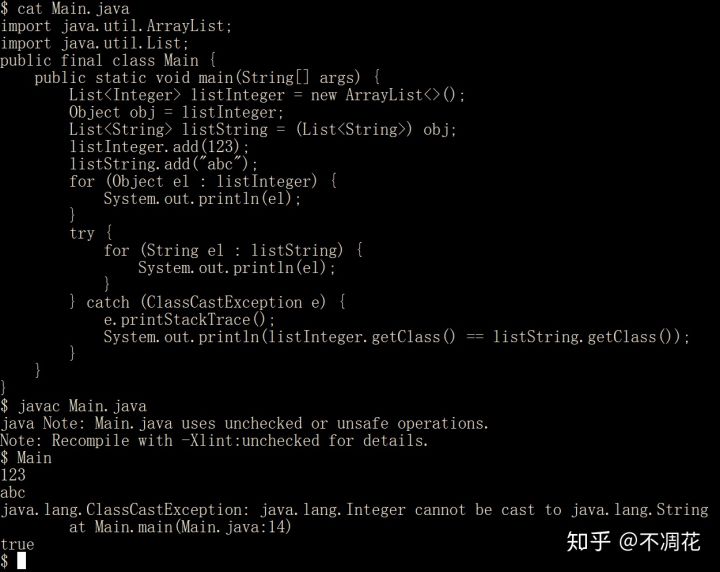 $ cat Main.java
import java.util.ArrayList;
import java.util.List;
public final class Main {
    public static void main(String[] args) {
        List<Integer> listInteger = new ArrayList<>();
        Object obj = listInteger;
        List<String> listString = (List<String>) obj;
        listInteger.add(123);
        listString.add("abc");
        for (Object el : listInteger) {
            System.out.println(el);
        }
        try {
            for (String el : listString) {
                System.out.println(el);
            }
        } catch (ClassCastException e) {
            e.printStackTrace();
            System.out.println(listInteger.getClass() == listString.getClass());
        }
    }
}
$ javac Main.java
java Note: Main.java uses unchecked or unsafe operations.
Note: Recompile with -Xlint:unchecked for details.
$ Main
123
abc
java.lang.ClassCastException: java.lang.Integer cannot be cast to java.lang.String
        at Main.main(Main.java:14)
true
$
知乎 @不凋花